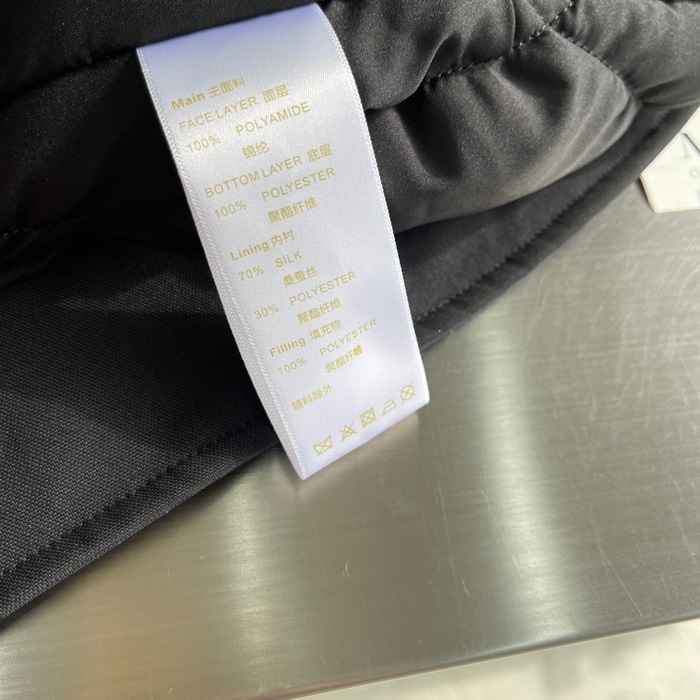 Main 主面料
FACE LAYER 面层
100% POLYAMIDE
锦纶
BOTTOM LAYER 底层
100% POLYESTER
聚酯纤维
Lining 内衬
70% SILK
桑蚕丝
30% POLYESTER
聚酯纤维
Filling 填充物
100% POLYESTER
聚酯纤维
辅料除外